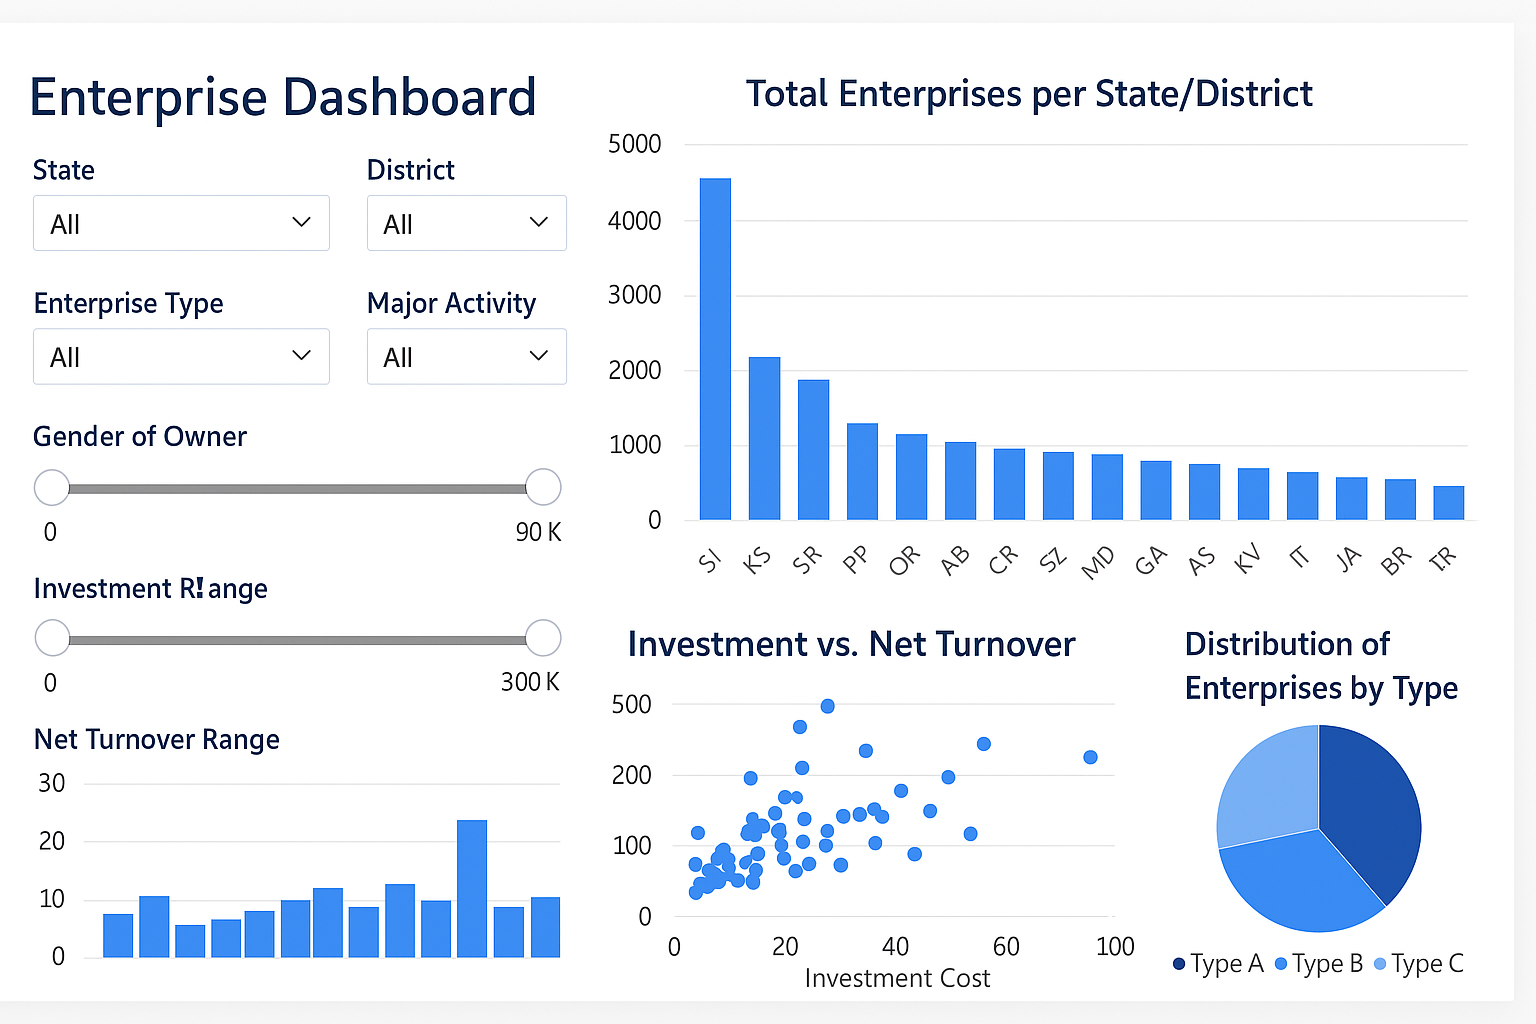 Enterprise Dashboard
State
All
District
All
Enterprise Type
All
Major Activity
All
Gender of Owner
0
90 K
Investment R!ange
0
300 K
Net Turnover Range
30
20
10
0
Total Enterprises per State/District
5000
4000
3000
2000
1000
0
SI
KS
SR
PP
OR
AB
CR
SZ
MD
GA
AS
KV
IT
JA
BR
Investment vs. Net Turnover
500
200
100
0
0 20 40 60 100
Investment Cost
Distribution of
Enterprises by Type
Type A Type B Type C